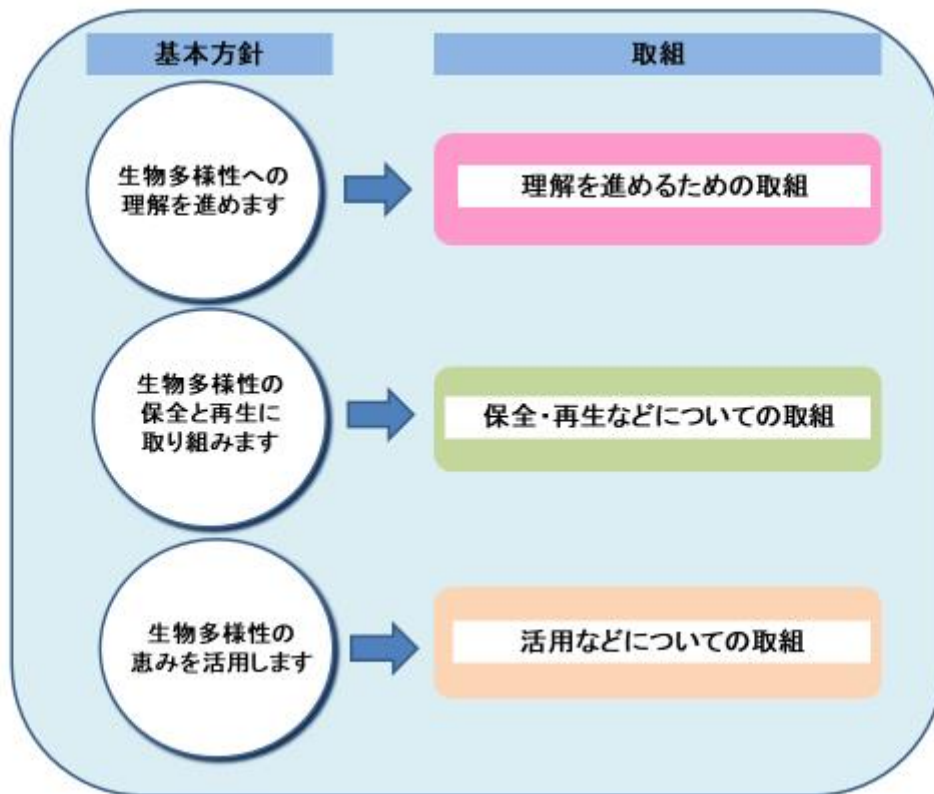 基本方針
取組
生物多様性への
理解を進めます
理解を進めるための取組
生物多様性の
保全と再生に
取り組みます
保全・再生などについての取組
生物多様性の
恵みを活用します
活用などについての取組